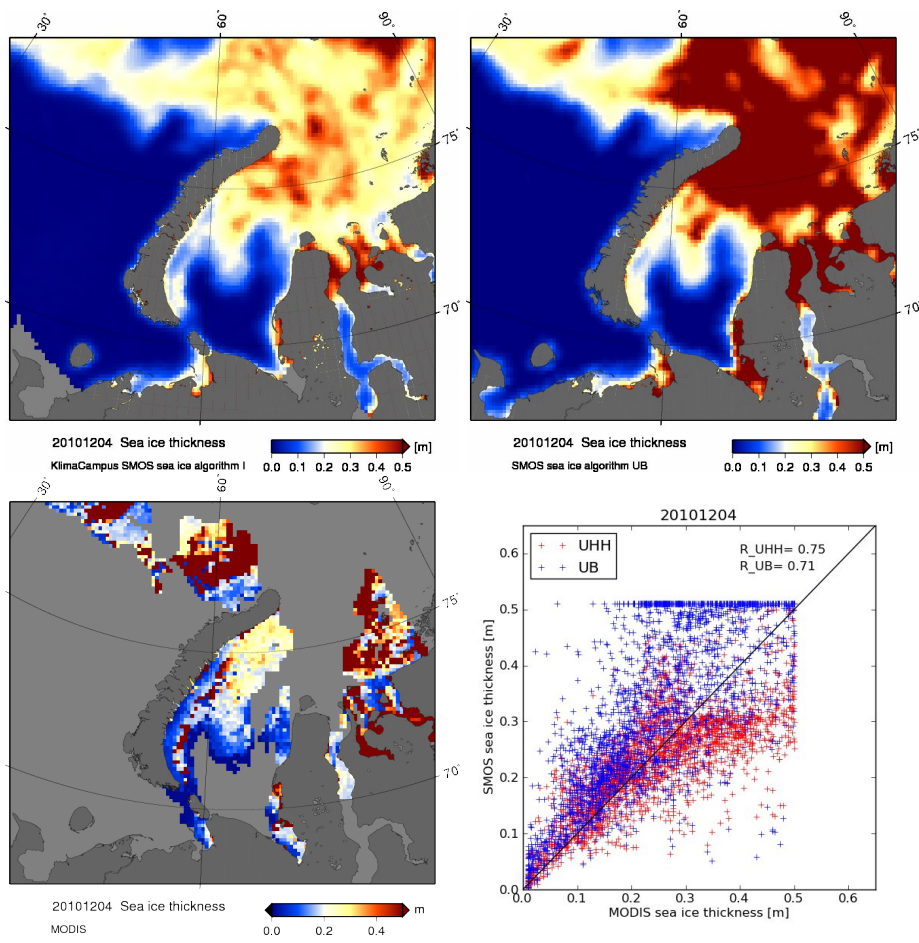 30°
60°
90°
75°
70°
20101204 Sea ice thickness
KlimaCampus SMOS sea ice algorithm I
0.0 0.1 0.2 0.3 0.4 0.5 [m]
30°
60°
90°
75°
70°
20101204 Sea ice thickness
SMOS sea ice algorithm UB
0.0 0.1 0.2 0.3 0.4 0.5 [m]
30°
60°
90°
75°
70°
20101204 Sea ice thickness
MODIS
0.0 0.2 0.4 m
20101204
UHH
UB
R_UHH= 0.75
R_UB= 0.71
SMOS sea ice thickness [m]
0.6
0.5
0.4
0.3
0.2
0.1
0.0
0.0 0.1 0.2 0.3 0.4 0.5 0.6
MODIS sea ice thickness [m]